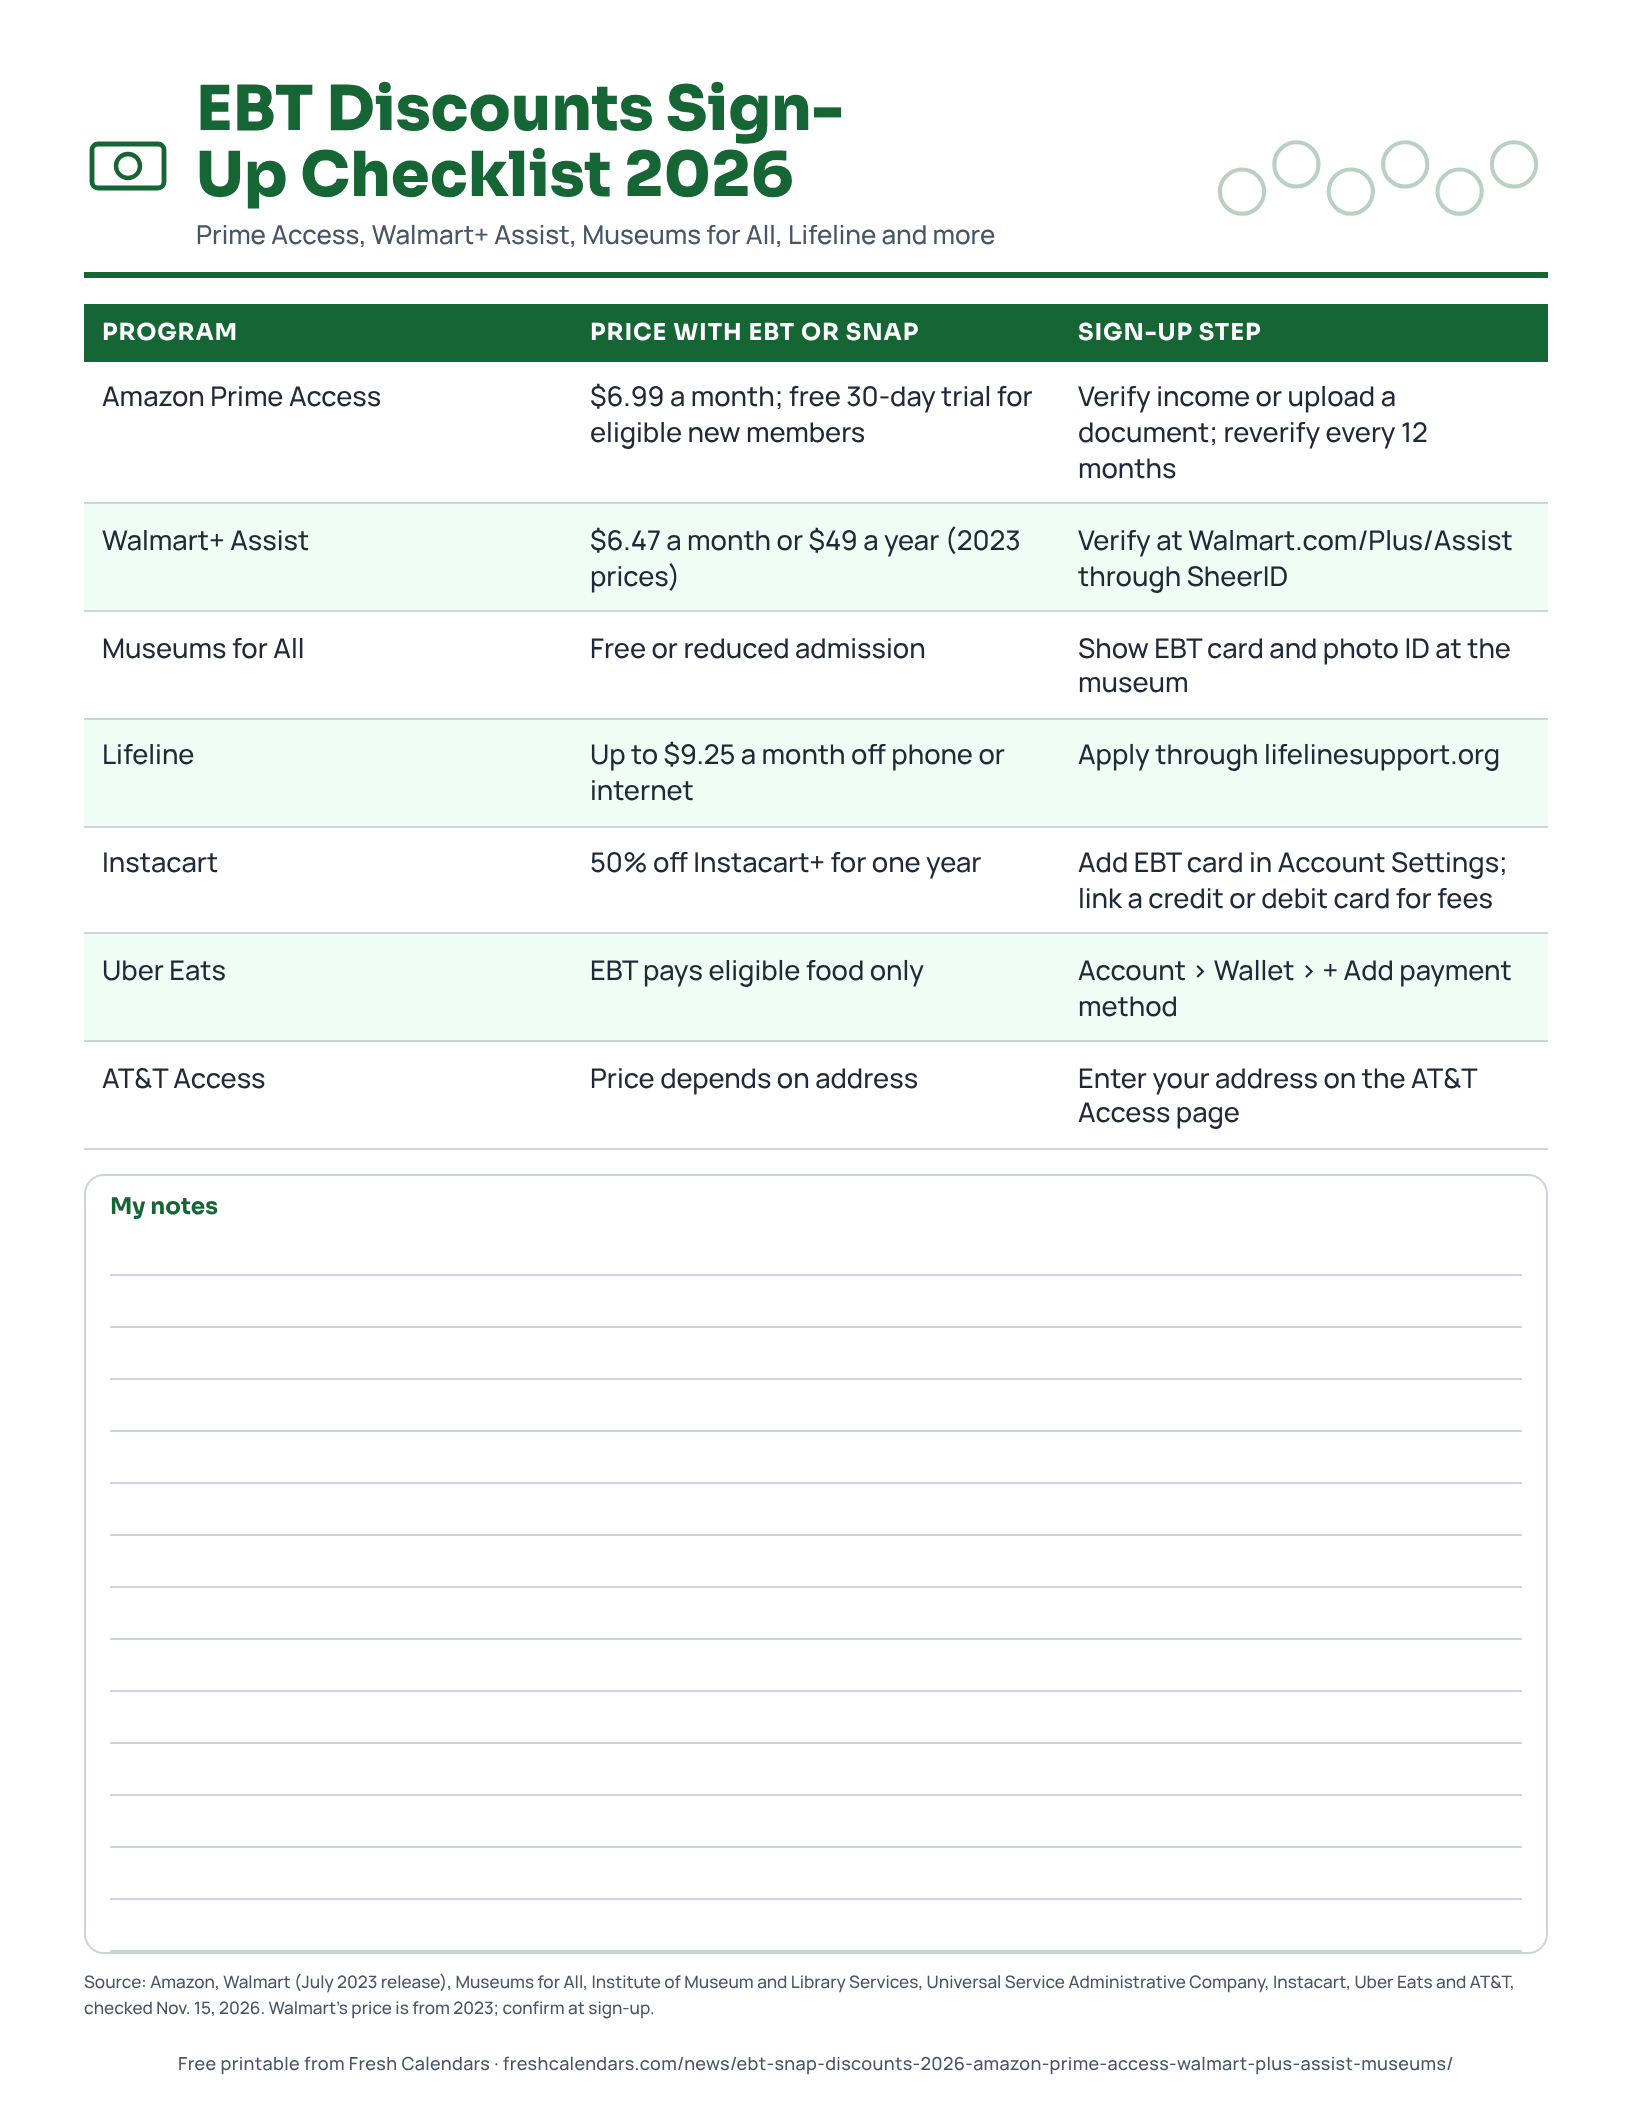 EBT Discounts Sign-
Up Checklist 2026
Prime Access, Walmart+ Assist, Museums for All, Lifeline and more
PROGRAM PRICE WITH EBT OR SNAP SIGN-UP STEP
Amazon Prime Access $6.99 a month; free 30-day trial for Verify income or upload a
eligible new members document; reverify every 12
months
Walmart+ Assist $6.47 a month or $49 a year (2023 Verify at Walmart.com/Plus/Assist
prices) through SheerID
Museums for All Free or reduced admission Show EBT card and photo ID at the
museum
Lifeline Up to $9.25 a month off phone or Apply through lifelinesupport.org
internet
Instacart 50% off Instacart+ for one year Add EBT card in Account Settings;
link a credit or debit card for fees
Uber Eats EBT pays eligible food only Account › Wallet › + Add payment
method
AT&T Access Price depends on address Enter your address on the AT&T
Access page
My notes
Source: Amazon, Walmart (July 2023 release), Museums for All, Institute of Museum and Library Services, Universal Service Administrative Company, Instacart, Uber Eats and AT&T,
checked Nov. 15, 2026. Walmart's price is from 2023; confirm at sign-up.
Free printable from Fresh Calendars · freshcalendars.com/news/ebt-snap-discounts-2026-amazon-prime-access-walmart-plus-assist-museums/